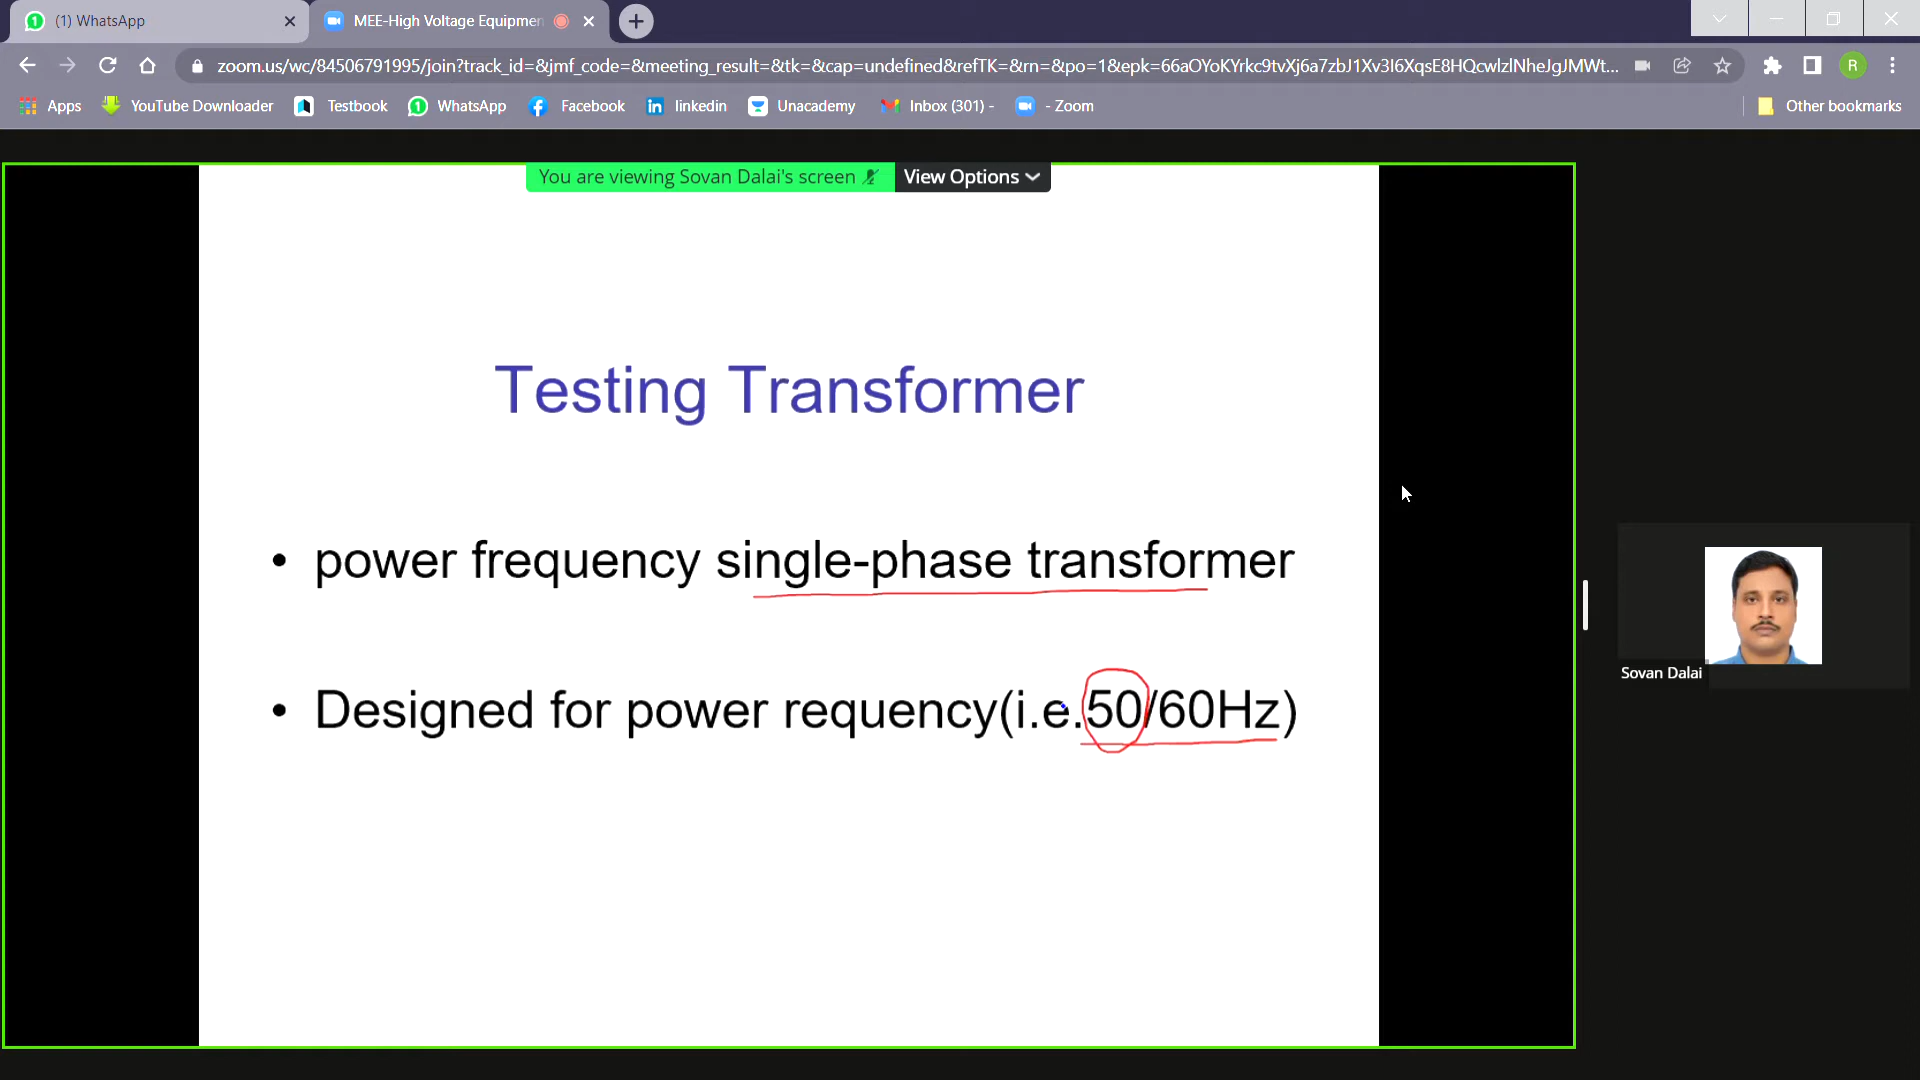 (1) WhatsApp
MEE-High Voltage Equipmen
zoom.us/wc/84506791995/join?track_id=&jmf_code=&meeting_result=&tk=&cap=undefined&refTK=&rn=&po=1&epk=66aOYoKYrkc9tvXj6a7zbJ1Xv3I6XqsE8HQcwlzlNheJgJMWt...
R
Apps YouTube Downloader Testbook WhatsApp Facebook linkedin Unacademy Inbox (301) - - Zoom Other bookmarks
You are viewing Sovan Dalai's screen View Options
Testing Transformer
• power frequency single-phase transformer
• Designed for power requency(i.e.50/60Hz)
Sovan Dalai